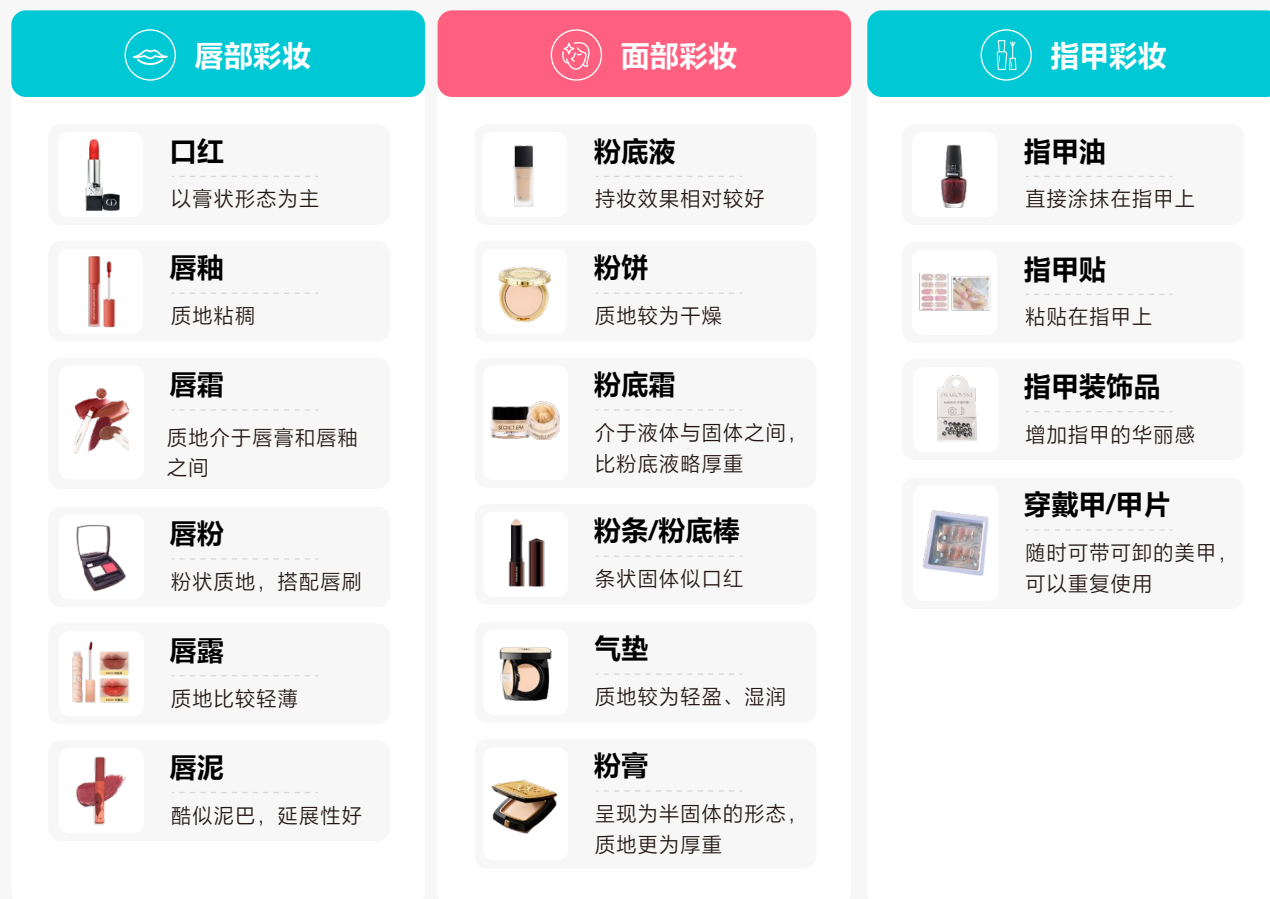 唇部彩妆
口红
以膏状形态为主
唇釉
质地粘稠
唇霜
质地介于唇膏和唇釉
之间
唇粉
粉状质地，搭配唇刷
唇露
质地比较轻薄
唇泥
酷似泥巴，延展性好
面部彩妆
粉底液
持妆效果相对较好
粉饼
质地较为干燥
粉底霜
SECRET ERA
介于液体与固体之间，
比粉底液略厚重
粉条/粉底棒
条状固体似口红
气垫
质地较为轻盈、湿润
粉膏
呈现为半固体的形态，
质地更为厚重
指甲彩妆
指甲油
OPI
直接涂抹在指甲上
指甲贴
粘贴在指甲上
指甲装饰品
增加指甲的华丽感
穿戴甲/甲片
随时可带可卸的美甲，
可以重复使用